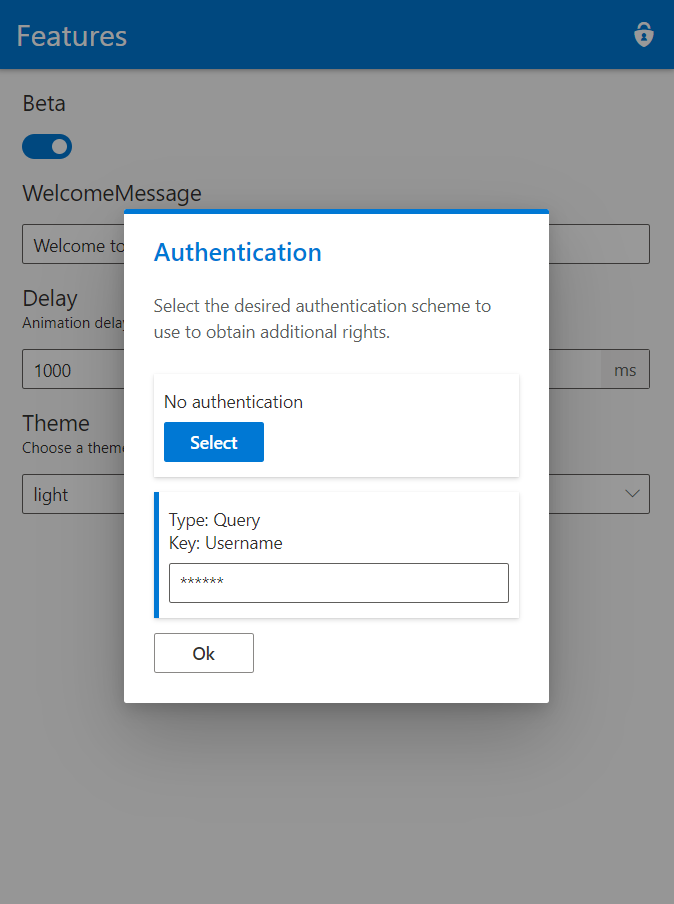 Features
Beta
WelcomeMessage
Welcome to
Delay
Animation
1000
ms
Theme
Choose a theme
light
Authentication
Select the desired authentication scheme to
use to obtain additional rights.
No authentication
Select
Type: Query
Key: Username
******
Ok